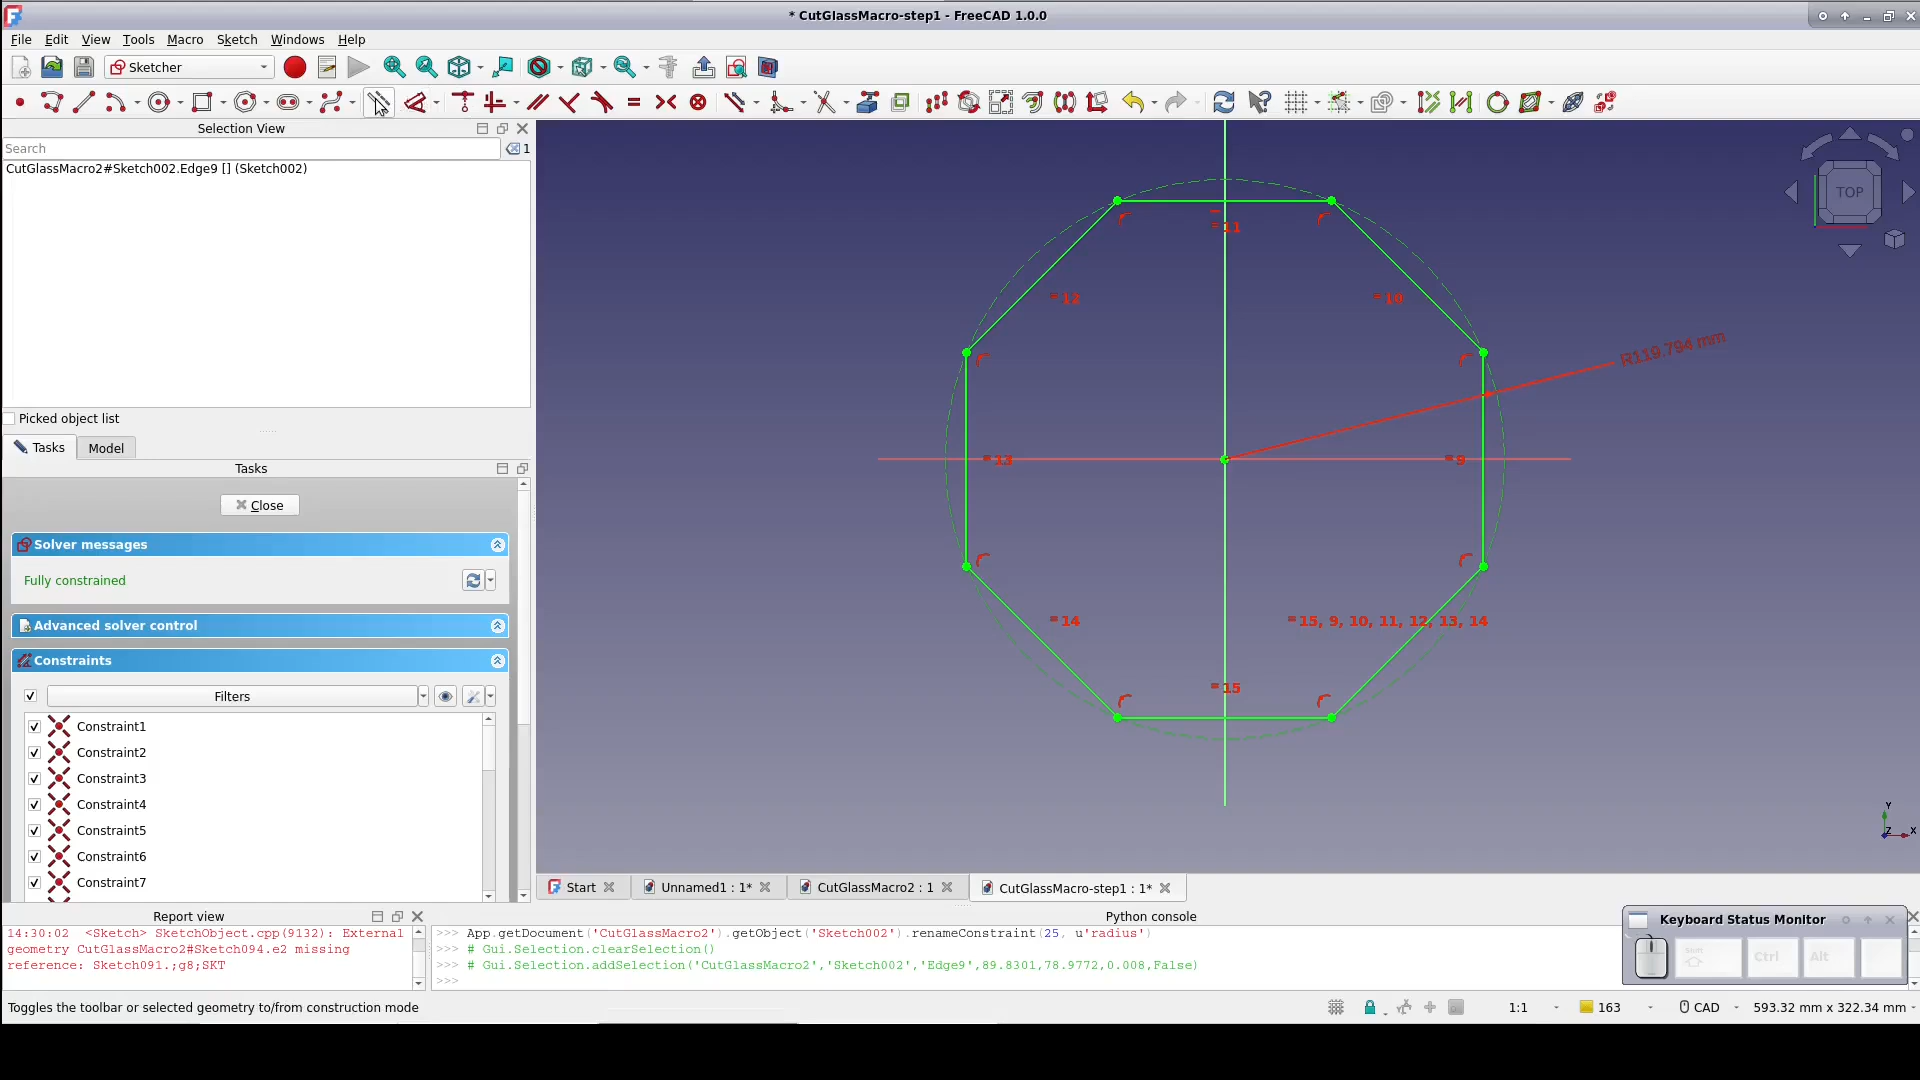 * CutGlassMacro-step1 - FreeCAD 1.0.0
File Edit View Tools Macro Sketch Windows Help
Sketcher
Selection View
Search
1
CutGlassMacro2#Sketch002.Edge9 [] (Sketch002)
Picked object list
Tasks Model
Tasks
Close
Solver messages
Fully constrained
Advanced solver control
Constraints
Filters
Constraint1
Constraint2
Constraint3
Constraint4
Constraint5
Constraint6
Constraint7
TOP
=11
=12
=10
R119.794 mm
=13
=9
=14
=15, 9, 10, 11, 12, 13, 14
=15
Y
Z X
Start Unnamed1 : 1* CutGlassMacro2 : 1 CutGlassMacro-step1 : 1*
Report view
14:30:02 <Sketch> SketchObject.cpp(9132): External
geometry CutGlassMacro2#Sketch094.e2 missing
reference: Sketch091.;g8;SKT
Python console
>>> App.getDocument('CutGlassMacro2').getObject('Sketch002').renameConstraint(25, u'radius')
>>> # Gui.Selection.clearSelection()
>>> # Gui.Selection.addSelection('CutGlassMacro2','Sketch002','Edge9',89.8301,78.9772,0.008,False)
>>>
Keyboard Status Monitor
Shift Ctrl Alt
Toggles the toolbar or selected geometry to/from construction mode
1:1 163 CAD 593.32 mm x 322.34 mm